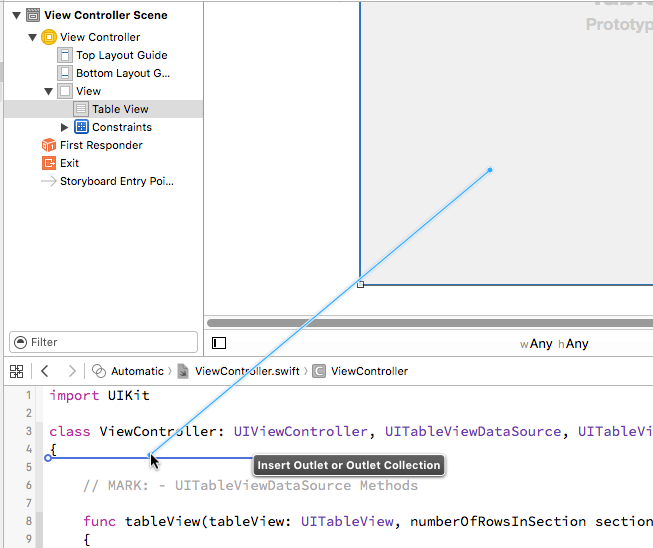 View Controller Scene
View Controller
Top Layout Guide
Bottom Layout G...
View
Table View
Constraints
First Responder
Exit
Storyboard Entry Poi...
Prototyp
Filter
wAny hAny
Automatic
ViewController.swift
ViewController
1 import UIKit
2
3 class ViewController: UIViewController, UITableViewDataSource, UITableVi
4 {
5
Insert Outlet or Outlet Collection
6 // MARK: - UITableViewDataSource Methods
7
8 func tableView(tableView: UITableView, numberOfRowsInSection section
9 {